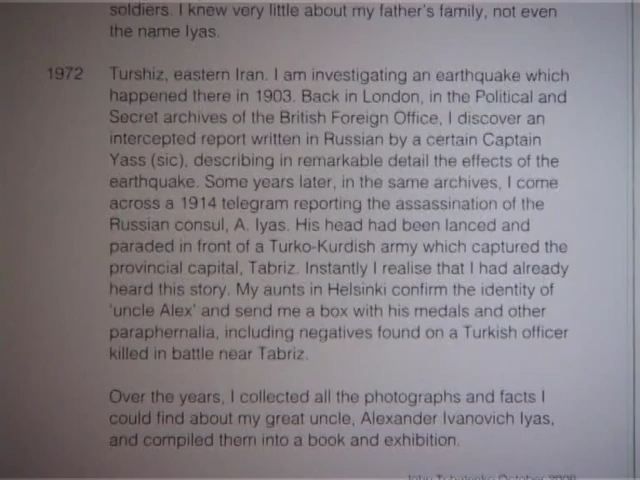 soldiers. I knew very little about my father's family, not even
the name Iyas.
1972 Turshiz, eastern Iran. I am investigating an earthquake which
happened there in 1903. Back in London, in the Political and
Secret archives of the British Foreign Office, I discover an
intercepted report written in Russian by a certain Captain
Yass (sic), describing in remarkable detail the effects of the
earthquake. Some years later, in the same archives, I come
across a 1914 telegram reporting the assassination of the
Russian consul, A. Iyas. His head had been lanced and
paraded in front of a Turko-Kurdish army which captured the
provincial capital, Tabriz. Instantly I realise that I had already
heard this story. My aunts in Helsinki confirm the identity of
'uncle Alex' and send me a box with his medals and other
paraphernalia, including negatives found on a Turkish officer
killed in battle near Tabriz.
Over the years, I collected all the photographs and facts I
could find about my great uncle, Alexander Ivanovich Iyas,
and compiled them into a book and exhibition.
John Tchalenko October